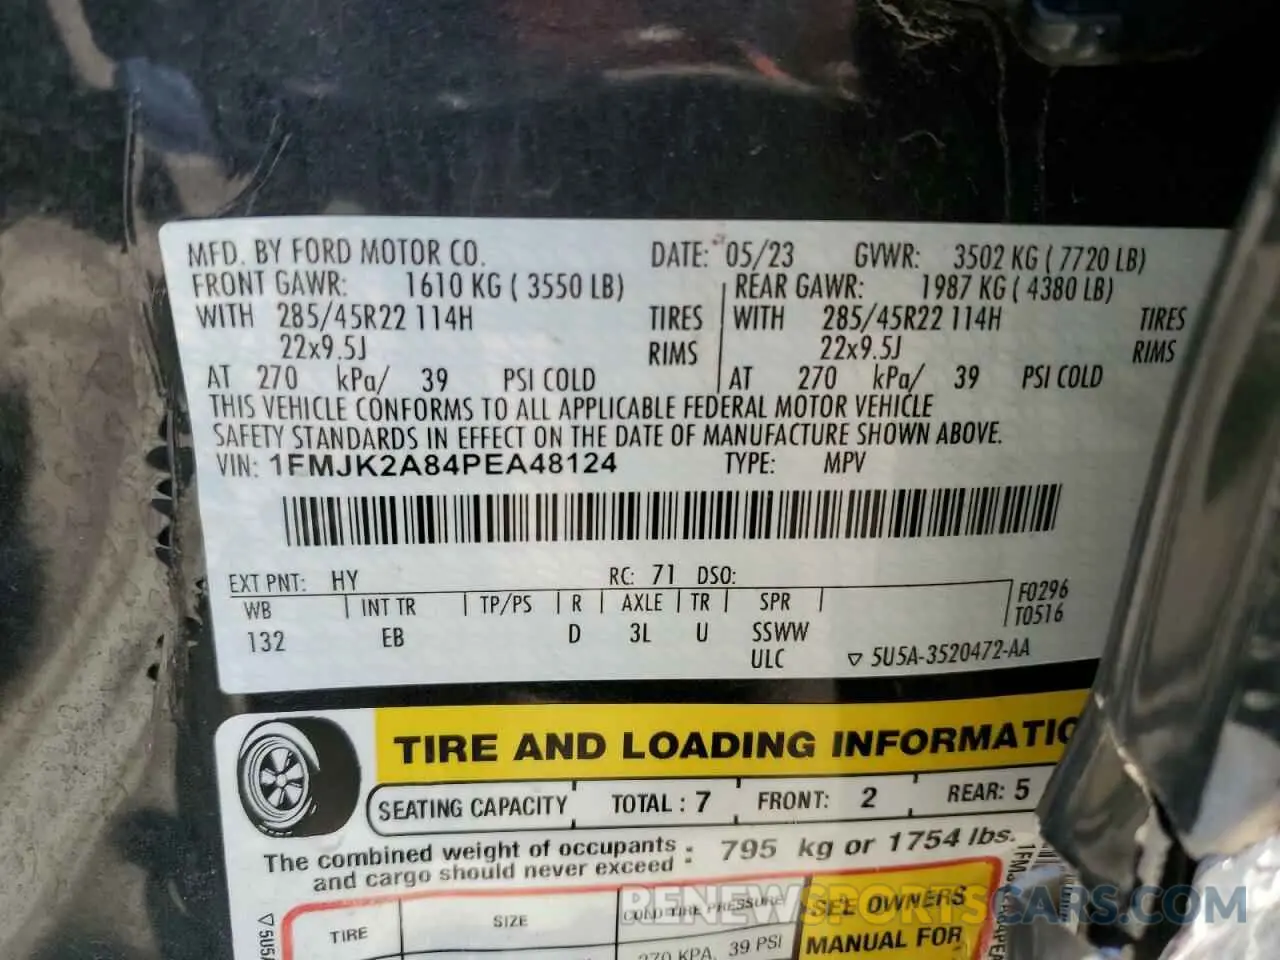 MFD. BY FORD MOTOR CO. DATE: 05/23 GVWR: 3502 KG ( 7720 LB)
FRONT GAWR: 1610 KG ( 3550 LB) REAR GAWR: 1987 KG ( 4380 LB)
WITH 285/45R22 114H TIRES WITH 285/45R22 114H TIRES
22x9.5J RIMS 22x9.5J RIMS
AT 270 kPa/ 39 PSI COLD AT 270 kPa/ 39 PSI COLD
THIS VEHICLE CONFORMS TO ALL APPLICABLE FEDERAL MOTOR VEHICLE
SAFETY STANDARDS IN EFFECT ON THE DATE OF MANUFACTURE SHOWN ABOVE.
VIN: 1FMJK2A84PEA48124 TYPE: MPV
EXT PNT: HY RC: 71 DSO:
WB INT TR TP/PS R AXLE TR SPR F0296
132 EB D 3L U SSWW T0516
ULC ▽ 5U5A-3520472-AA
TIRE AND LOADING INFORMATIO
SEATING CAPACITY TOTAL : 7 FRONT: 2 REAR: 5
The combined weight of occupants
and cargo should never exceed : 795 kg or 1754 lbs.
TIRE SIZE COLD TIRE PRESSURE SEE OWNERS
270 KPA, 39 PSI MANUAL FOR
RENEWSPORTSCARS.COM